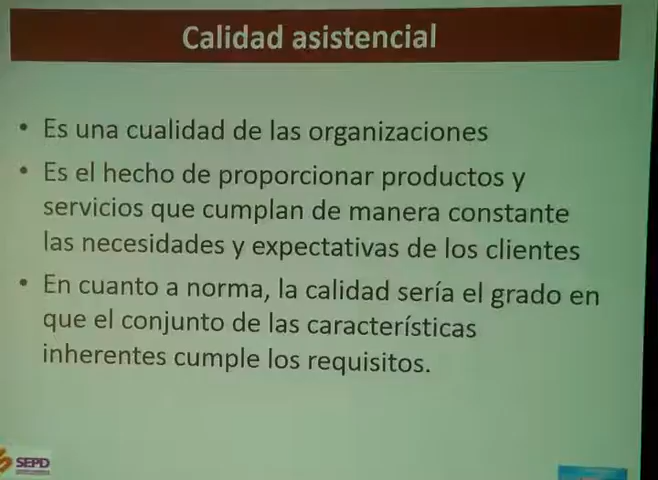 Calidad asistencial
• Es una cualidad de las organizaciones
• Es el hecho de proporcionar productos y
servicios que cumplan de manera constante
las necesidades y expectativas de los clientes
• En cuanto a norma, la calidad sería el grado en
que el conjunto de las características
inherentes cumple los requisitos.
SEPD